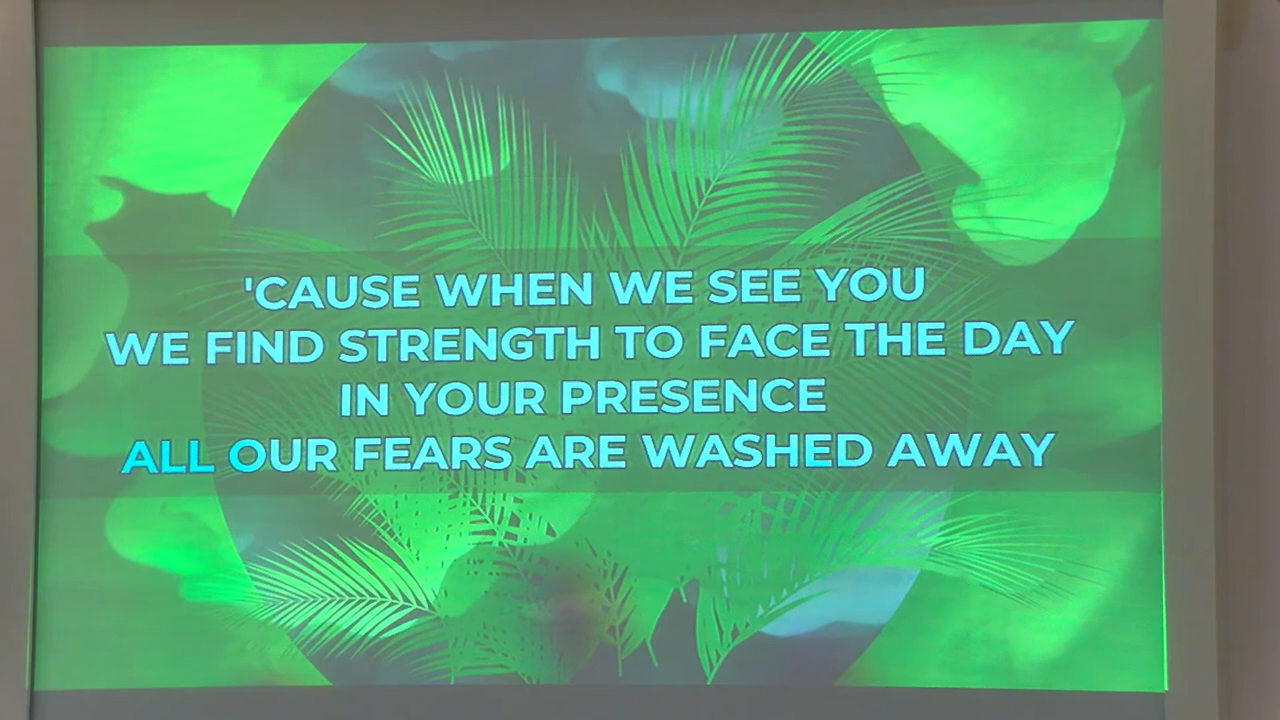 'CAUSE WHEN WE SEE YOU
WE FIND STRENGTH TO FACE THE DAY
IN YOUR PRESENCE
ALL OUR FEARS ARE WASHED AWAY